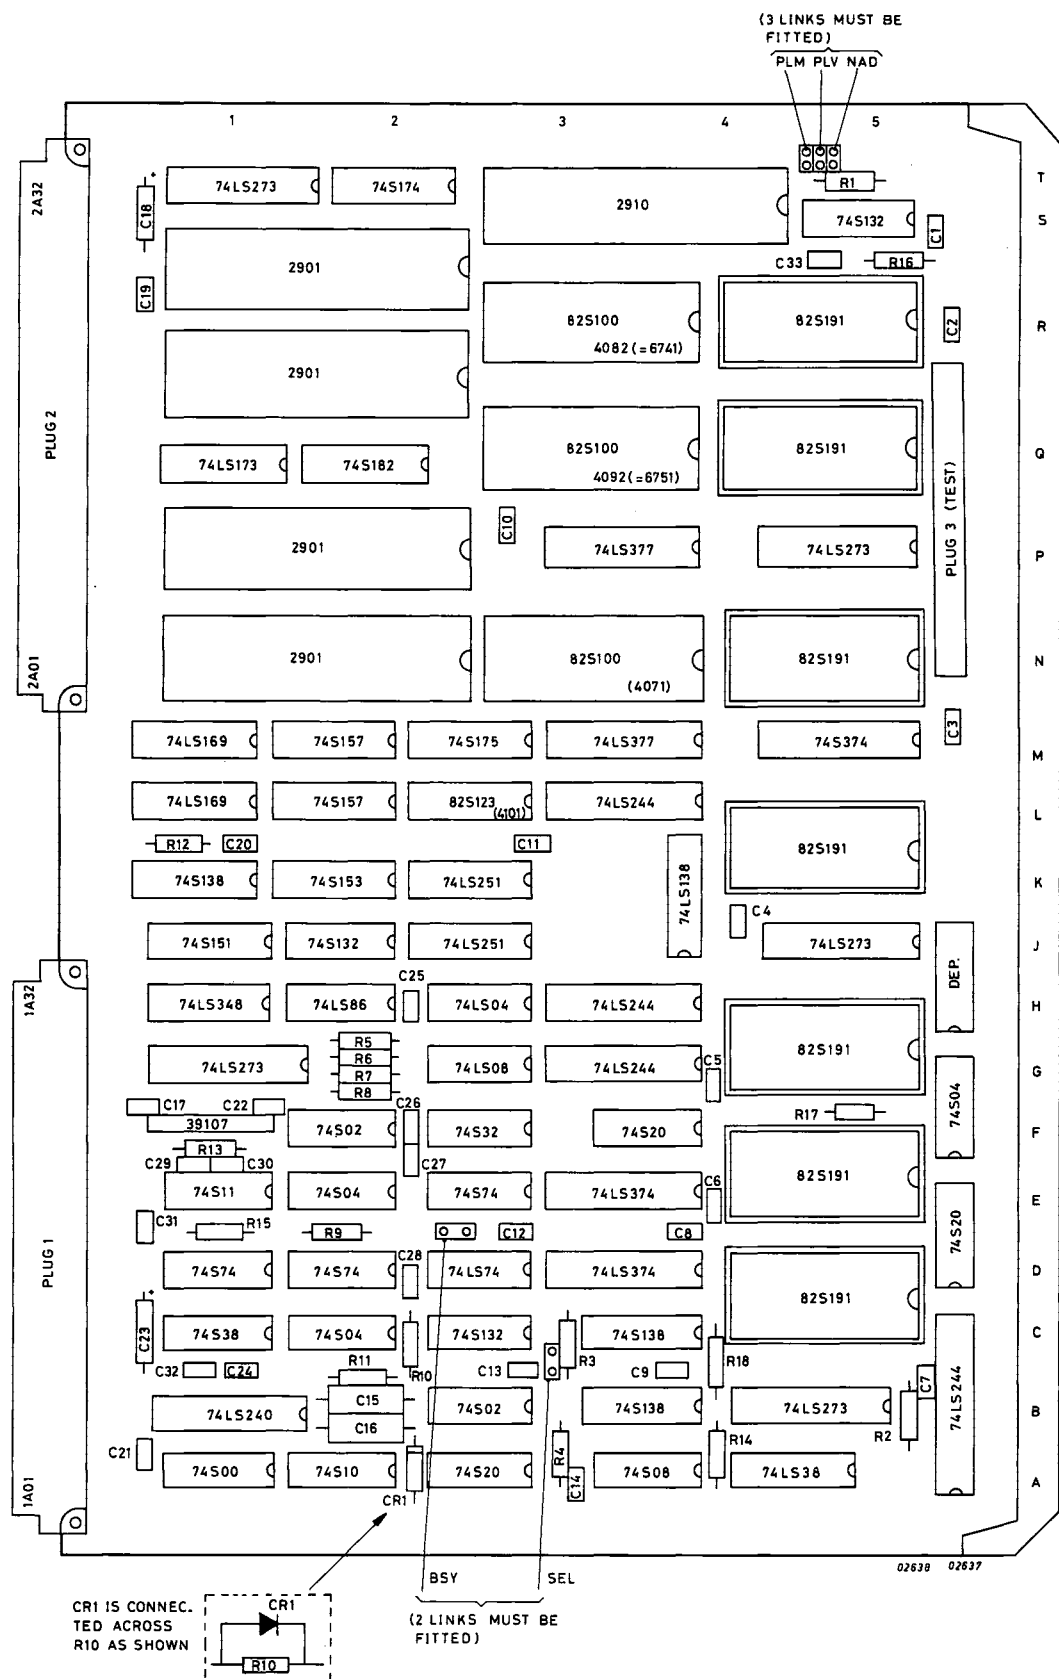 (3 LINKS MUST BE
FITTED)
PLM PLV NAD
1 2 3 4 5
T
2A32
74LS273 74S174 2910 R1
C18 74S132 C1 S
2901 C33 R16
C19
82S100 82S191 C2 R
4082 (=6741)
2901
PLUG 2
74LS173 74S182 82S100 82S191 Q
4092 (=6751)
C10
PLUG 3 (TEST)
2901 74LS377 74LS273 P
2901 82S100 82S191 N
(4071)
2A01
C3
74LS169 74S157 74S175 74LS377 74S374 M
74LS169 74S157 82S123 (4101) 74LS244 L
R12 C20 C11 82S191
74S138 74S153 74LS251 74LS138 K
C4
74S151 74S132 74LS251 74LS273 J
1A32
C25 DEP.
74LS348 74LS86 74LS04 74LS244 H
R5
R6
82S191
74LS273 R7 74LS08 74LS244 C5 G
R8
C17 C22 C26 R17 74S04
39107 74S02 74S32 74S20 F
R13
C29 C30 C27
82S191
74S11 74S04 74S74 74LS374 C6 E
C31 R15 R9 C12 C8 74S20
PLUG 1
C28
74S74 74S74 74LS74 74LS374 D
82S191
C23
74S38 74S04 74S132 74S138 C
R3 R18
C32 C24 R11 R10 C13 C9 C7
C15
74LS240 74S02 74S138 74LS273 74LS244 B
C16 R2
C21 R4 R14
74S00 74S10 74S20 74S08 74LS38 A
1A01
CR1 C14
02638 02637
BSY SEL
(2 LINKS MUST BE
FITTED)
CR1 IS CONNEC.
TED ACROSS
R10 AS SHOWN
CR1
R10